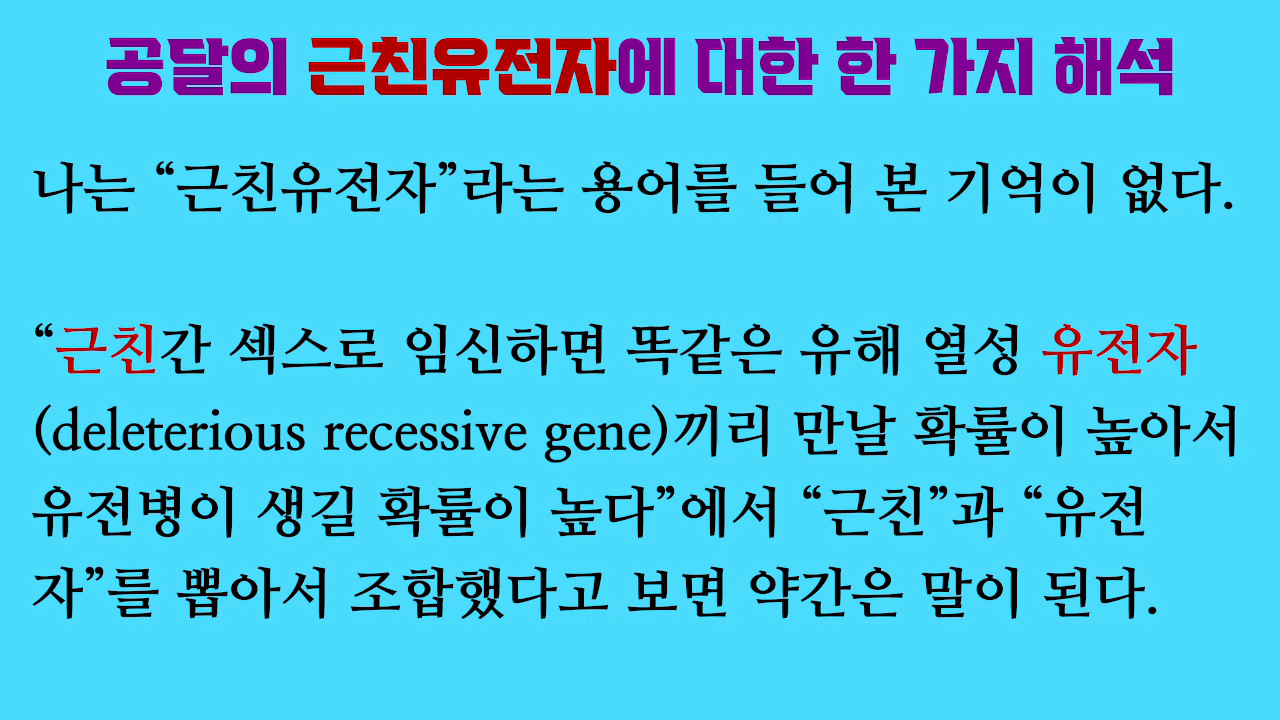 공달의 근친유전자에 대한 한 가지 해석
나는 “근친유전자”라는 용어를 들어 본 기억이 없다.
“근친간 섹스로 임신하면 똑같은 유해 열성 유전자
(deleterious recessive gene)끼리 만날 확률이 높아서
유전병이 생길 확률이 높다”에서 “근친”과 “유전
자”를 뽑아서 조합했다고 보면 약간은 말이 된다.